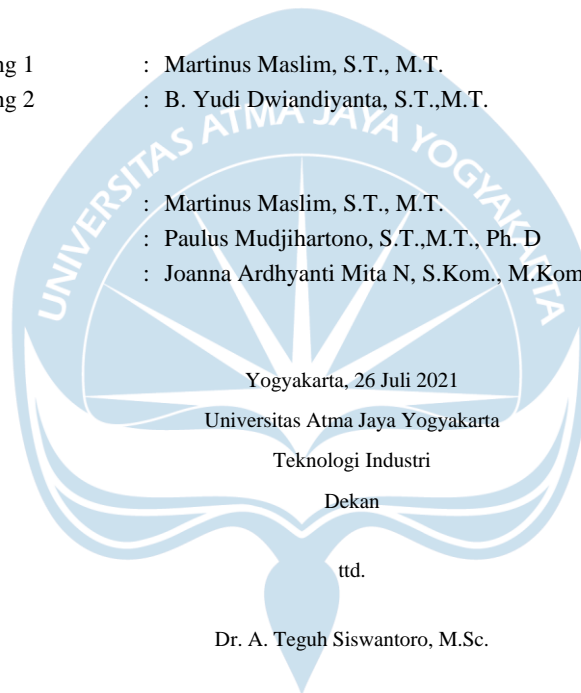 ng 1 : Martinus Maslim, S.T., M.T.
ng 2 : B. Yudi Dwiandiyanta, S.T.,M.T.
UNIVERSITAS ATMA JAYA YOGYAKARTA
: Martinus Maslim, S.T., M.T.
: Paulus Mudjihartono, S.T.,M.T., Ph. D
: Joanna Ardhyanti Mita N, S.Kom., M.Kom
Yogyakarta, 26 Juli 2021
Universitas Atma Jaya Yogyakarta
Teknologi Industri
Dekan
ttd.
Dr. A. Teguh Siswantoro, M.Sc.